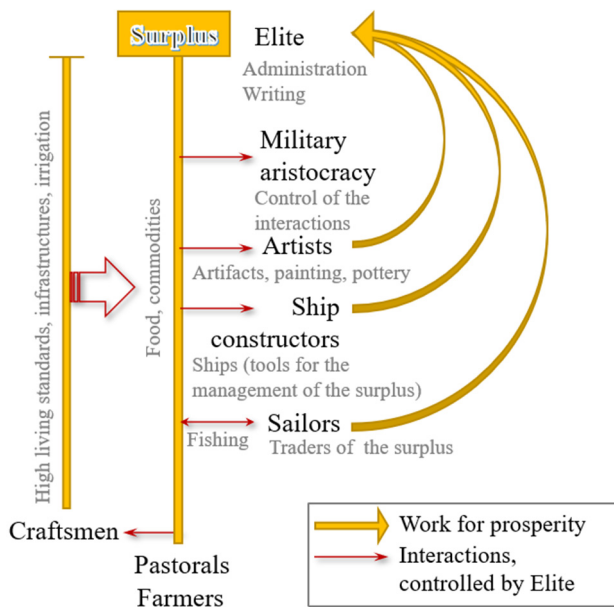 Surplus
Elite
Administration
Writing
Military
aristocracy
Control of the
interactions
Artists
Artifacts, painting, pottery
Ship
constructors
Ships (tools for the
management of the surplus)
Sailors
Fishing
Traders of the surplus
High living standards, infrastructures, irrigation
Food, commodities
Craftsmen
Pastorals
Farmers
Work for prosperity
Interactions,
controlled by Elite